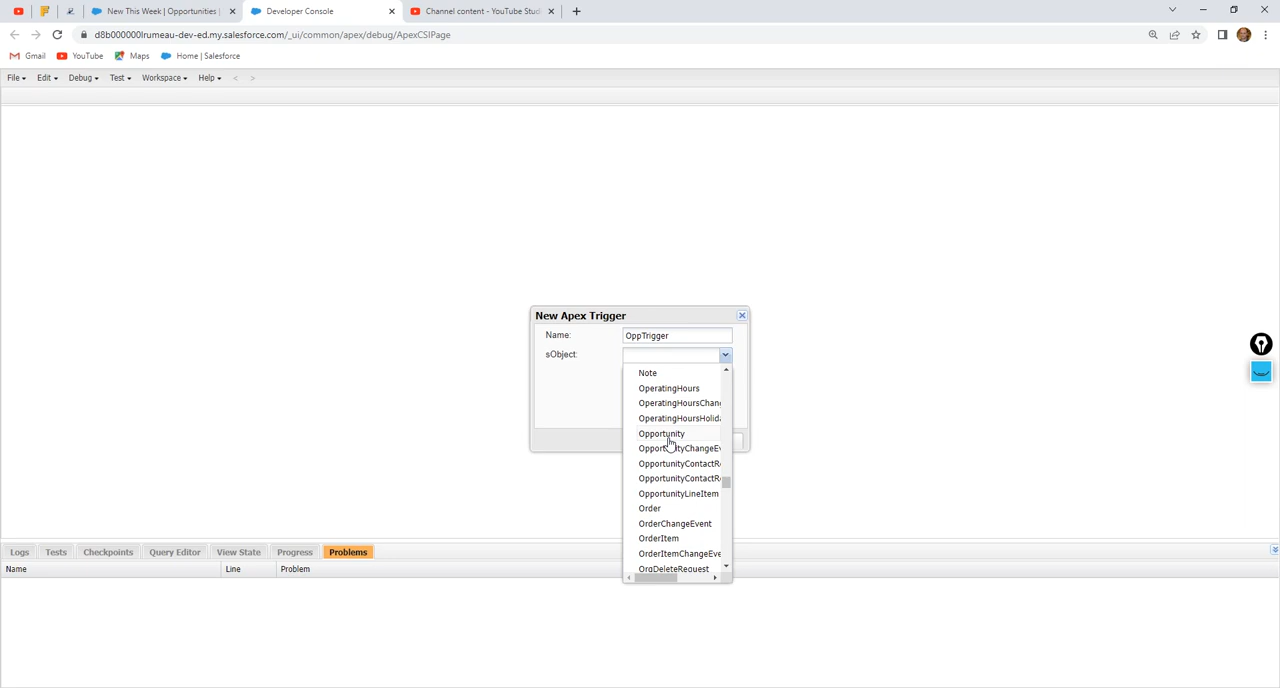 New This Week | Opportunities |
Developer Console
Channel content - YouTube Stud
d8b000000lrumeau-dev-ed.my.salesforce.com/_ui/common/apex/debug/ApexCSIPage
Gmail
YouTube
Maps
Home | Salesforce
File
Edit
Debug
Test
Workspace
Help
<
>
New Apex Trigger
Name:
OppTrigger
sObject:
Note
OperatingHours
OperatingHoursChang
OperatingHoursHolida
Opportunity
OpportunityChangeEv
OpportunityContactR
OpportunityContactR
OpportunityLineItem
Order
OrderChangeEvent
OrderItem
OrderItemChangeEve
OrgDeleteRequest
Logs
Tests
Checkpoints
Query Editor
View State
Progress
Problems
Name
Line
Problem